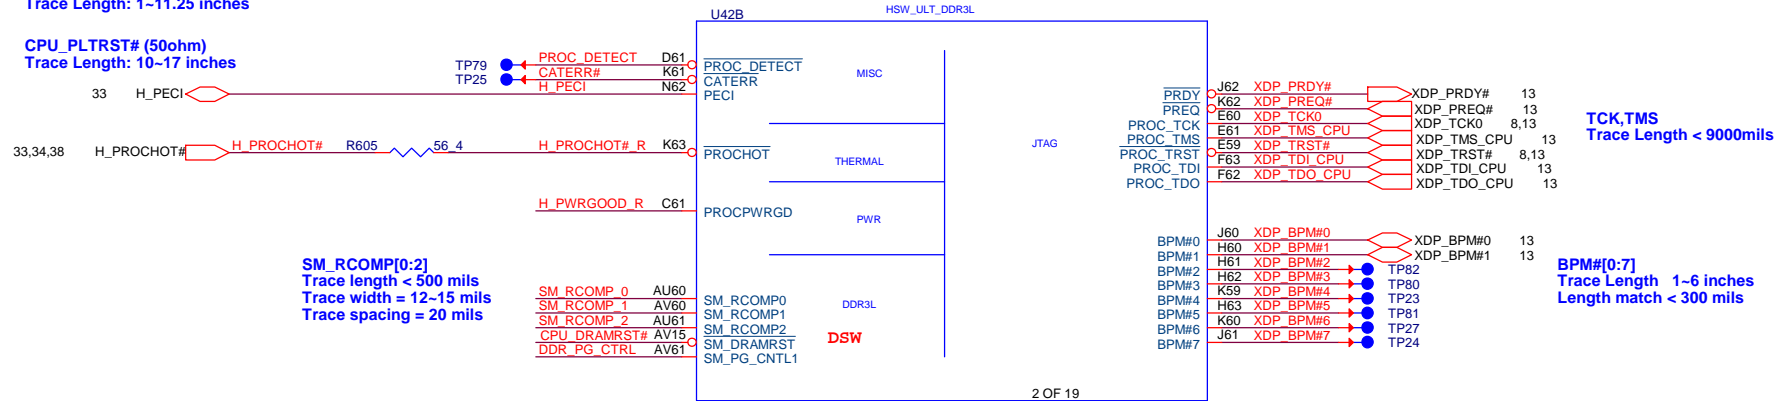 Trace Length: 1~11.25 inches
U42B
HSW_ULT_DDR3L
CPU_PLTRST# (50ohm)
Trace Length: 10~17 inches
TP79 PROC_DETECT D61 PROC_DETECT
TP25 CATERR# K61 CATERR
33 H_PECI H_PECI N62 PECI
MISC
33,34,38 H_PROCHOT# H_PROCHOT# R605 56_4 H_PROCHOT#_R K63 PROCHOT
THERMAL
H_PWRGOOD_R C61 PROCPWRGD
PWR
SM_RCOMP[0:2]
Trace length < 500 mils
Trace width = 12~15 mils
Trace spacing = 20 mils
SM_RCOMP_0 AU60 SM_RCOMP0
SM_RCOMP_1 AV60 SM_RCOMP1
SM_RCOMP_2 AU61 SM_RCOMP2
CPU_DRAMRST# AV15 SM_DRAMRST
DDR_PG_CTRL AV61 SM_PG_CNTL1
DDR3L
DSW
JTAG
PRDY J62 XDP_PRDY# XDP_PRDY# 13
PREQ K62 XDP_PREQ# XDP_PREQ# 13
PROC_TCK E60 XDP_TCK0 XDP_TCK0 8,13
PROC_TMS E61 XDP_TMS_CPU XDP_TMS_CPU 13
PROC_TRST E59 XDP_TRST# XDP_TRST# 8,13
PROC_TDI F63 XDP_TDI_CPU XDP_TDI_CPU 13
PROC_TDO F62 XDP_TDO_CPU XDP_TDO_CPU 13
TCK,TMS
Trace Length < 9000mils
BPM#0 J60 XDP_BPM#0 XDP_BPM#0 13
BPM#1 H60 XDP_BPM#1 XDP_BPM#1 13
BPM#2 H61 XDP_BPM#2 TP82
BPM#3 H62 XDP_BPM#3 TP80
BPM#4 K59 XDP_BPM#4 TP23
BPM#5 H63 XDP_BPM#5 TP81
BPM#6 K60 XDP_BPM#6 TP27
BPM#7 J61 XDP_BPM#7 TP24
BPM#[0:7]
Trace Length 1~6 inches
Length match < 300 mils
2 OF 19